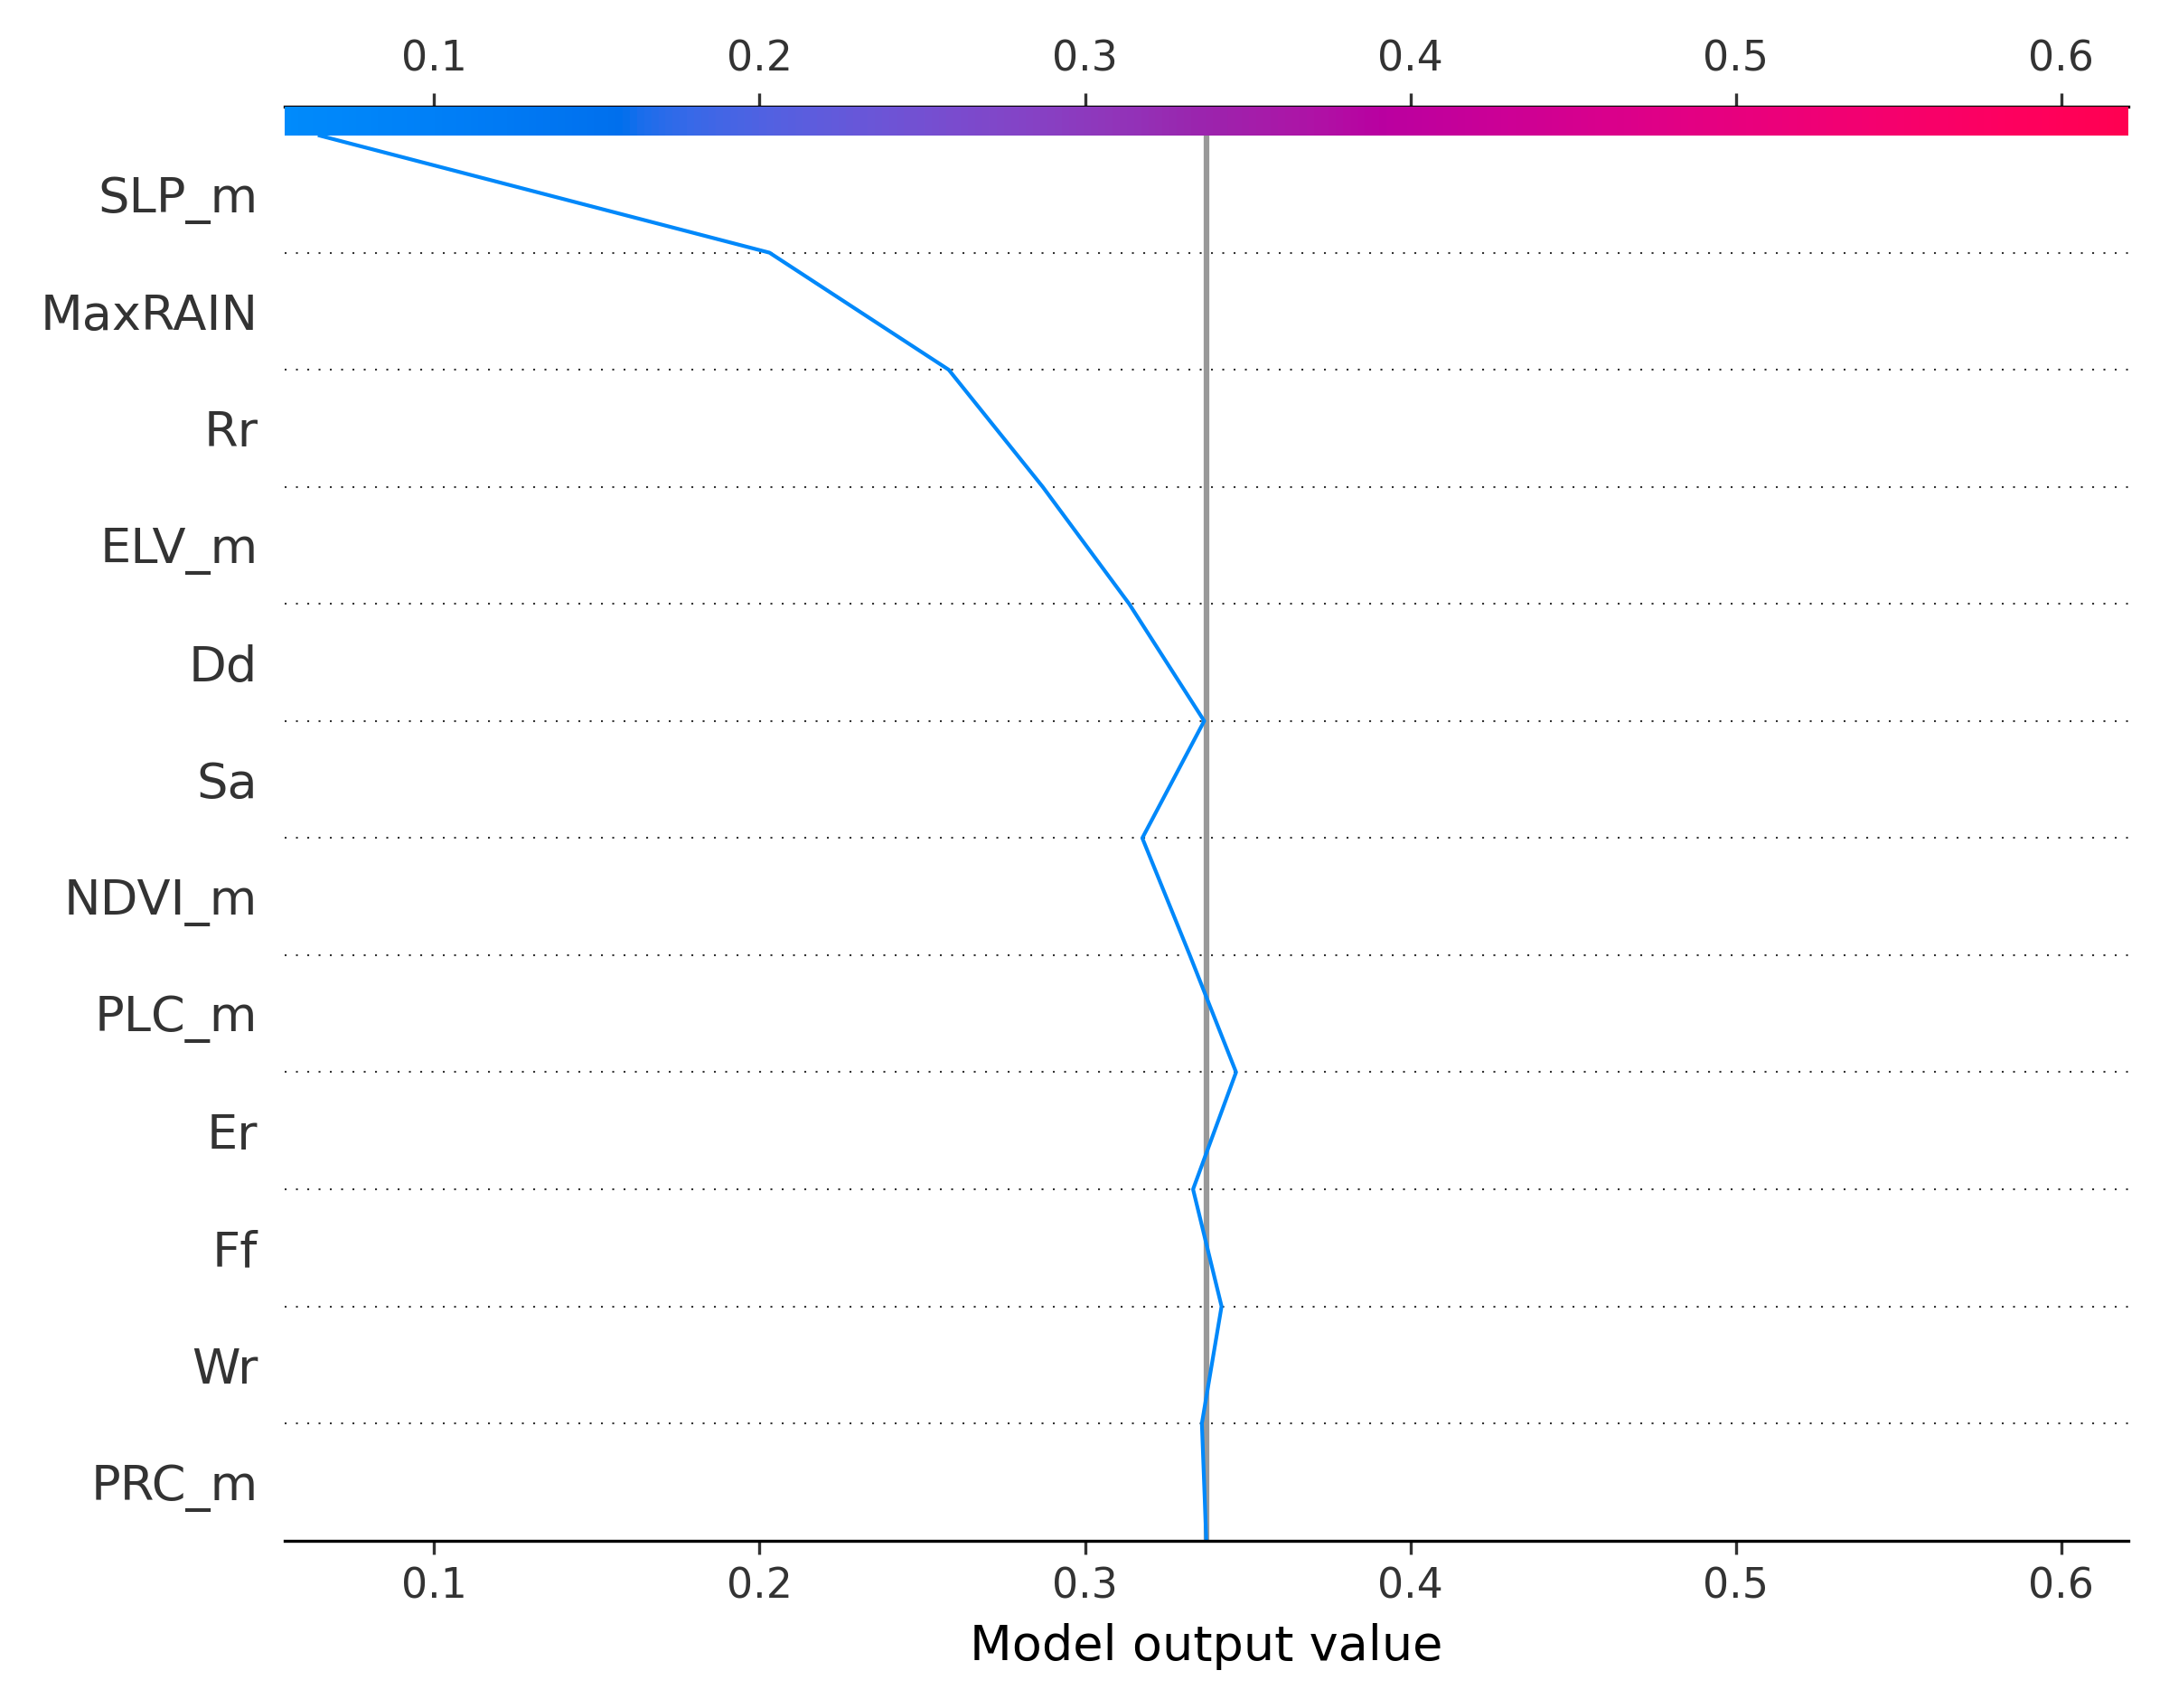 0.1 0.2 0.3 0.4 0.5 0.6
SLP_m
MaxRAIN
Rr
ELV_m
Dd
Sa
NDVI_m
PLC_m
Er
Ff
Wr
PRC_m
0.1 0.2 0.3 0.4 0.5 0.6
Model output value